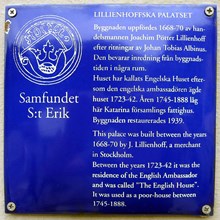 LILLIENHOFFSKA PALATSET
Byggnaden uppfördes 1668-70 av han-
delsmannen Joachim Pötter Lillienhoff
efter ritningar av Johan Tobias Albinus.
Den bevarar inredning från byggnads-
tiden i några rum.
Huset har kallats Engelska Huset efter-
som den engelska ambassadören ägde
huset 1723-42. Åren 1745-1888 låg
här Katarina församlings fattighus.
Byggnaden restaurerades 1939.
Samfundet
S:t Erik
This palace was built between the years
1668-70 by J. Lillienhoff, a merchant
in Stockholm.
Between the years 1723-42 it was the
residence of the English Ambassador
and was called "The English House".
It was used as a poor-house between
1745-1888.